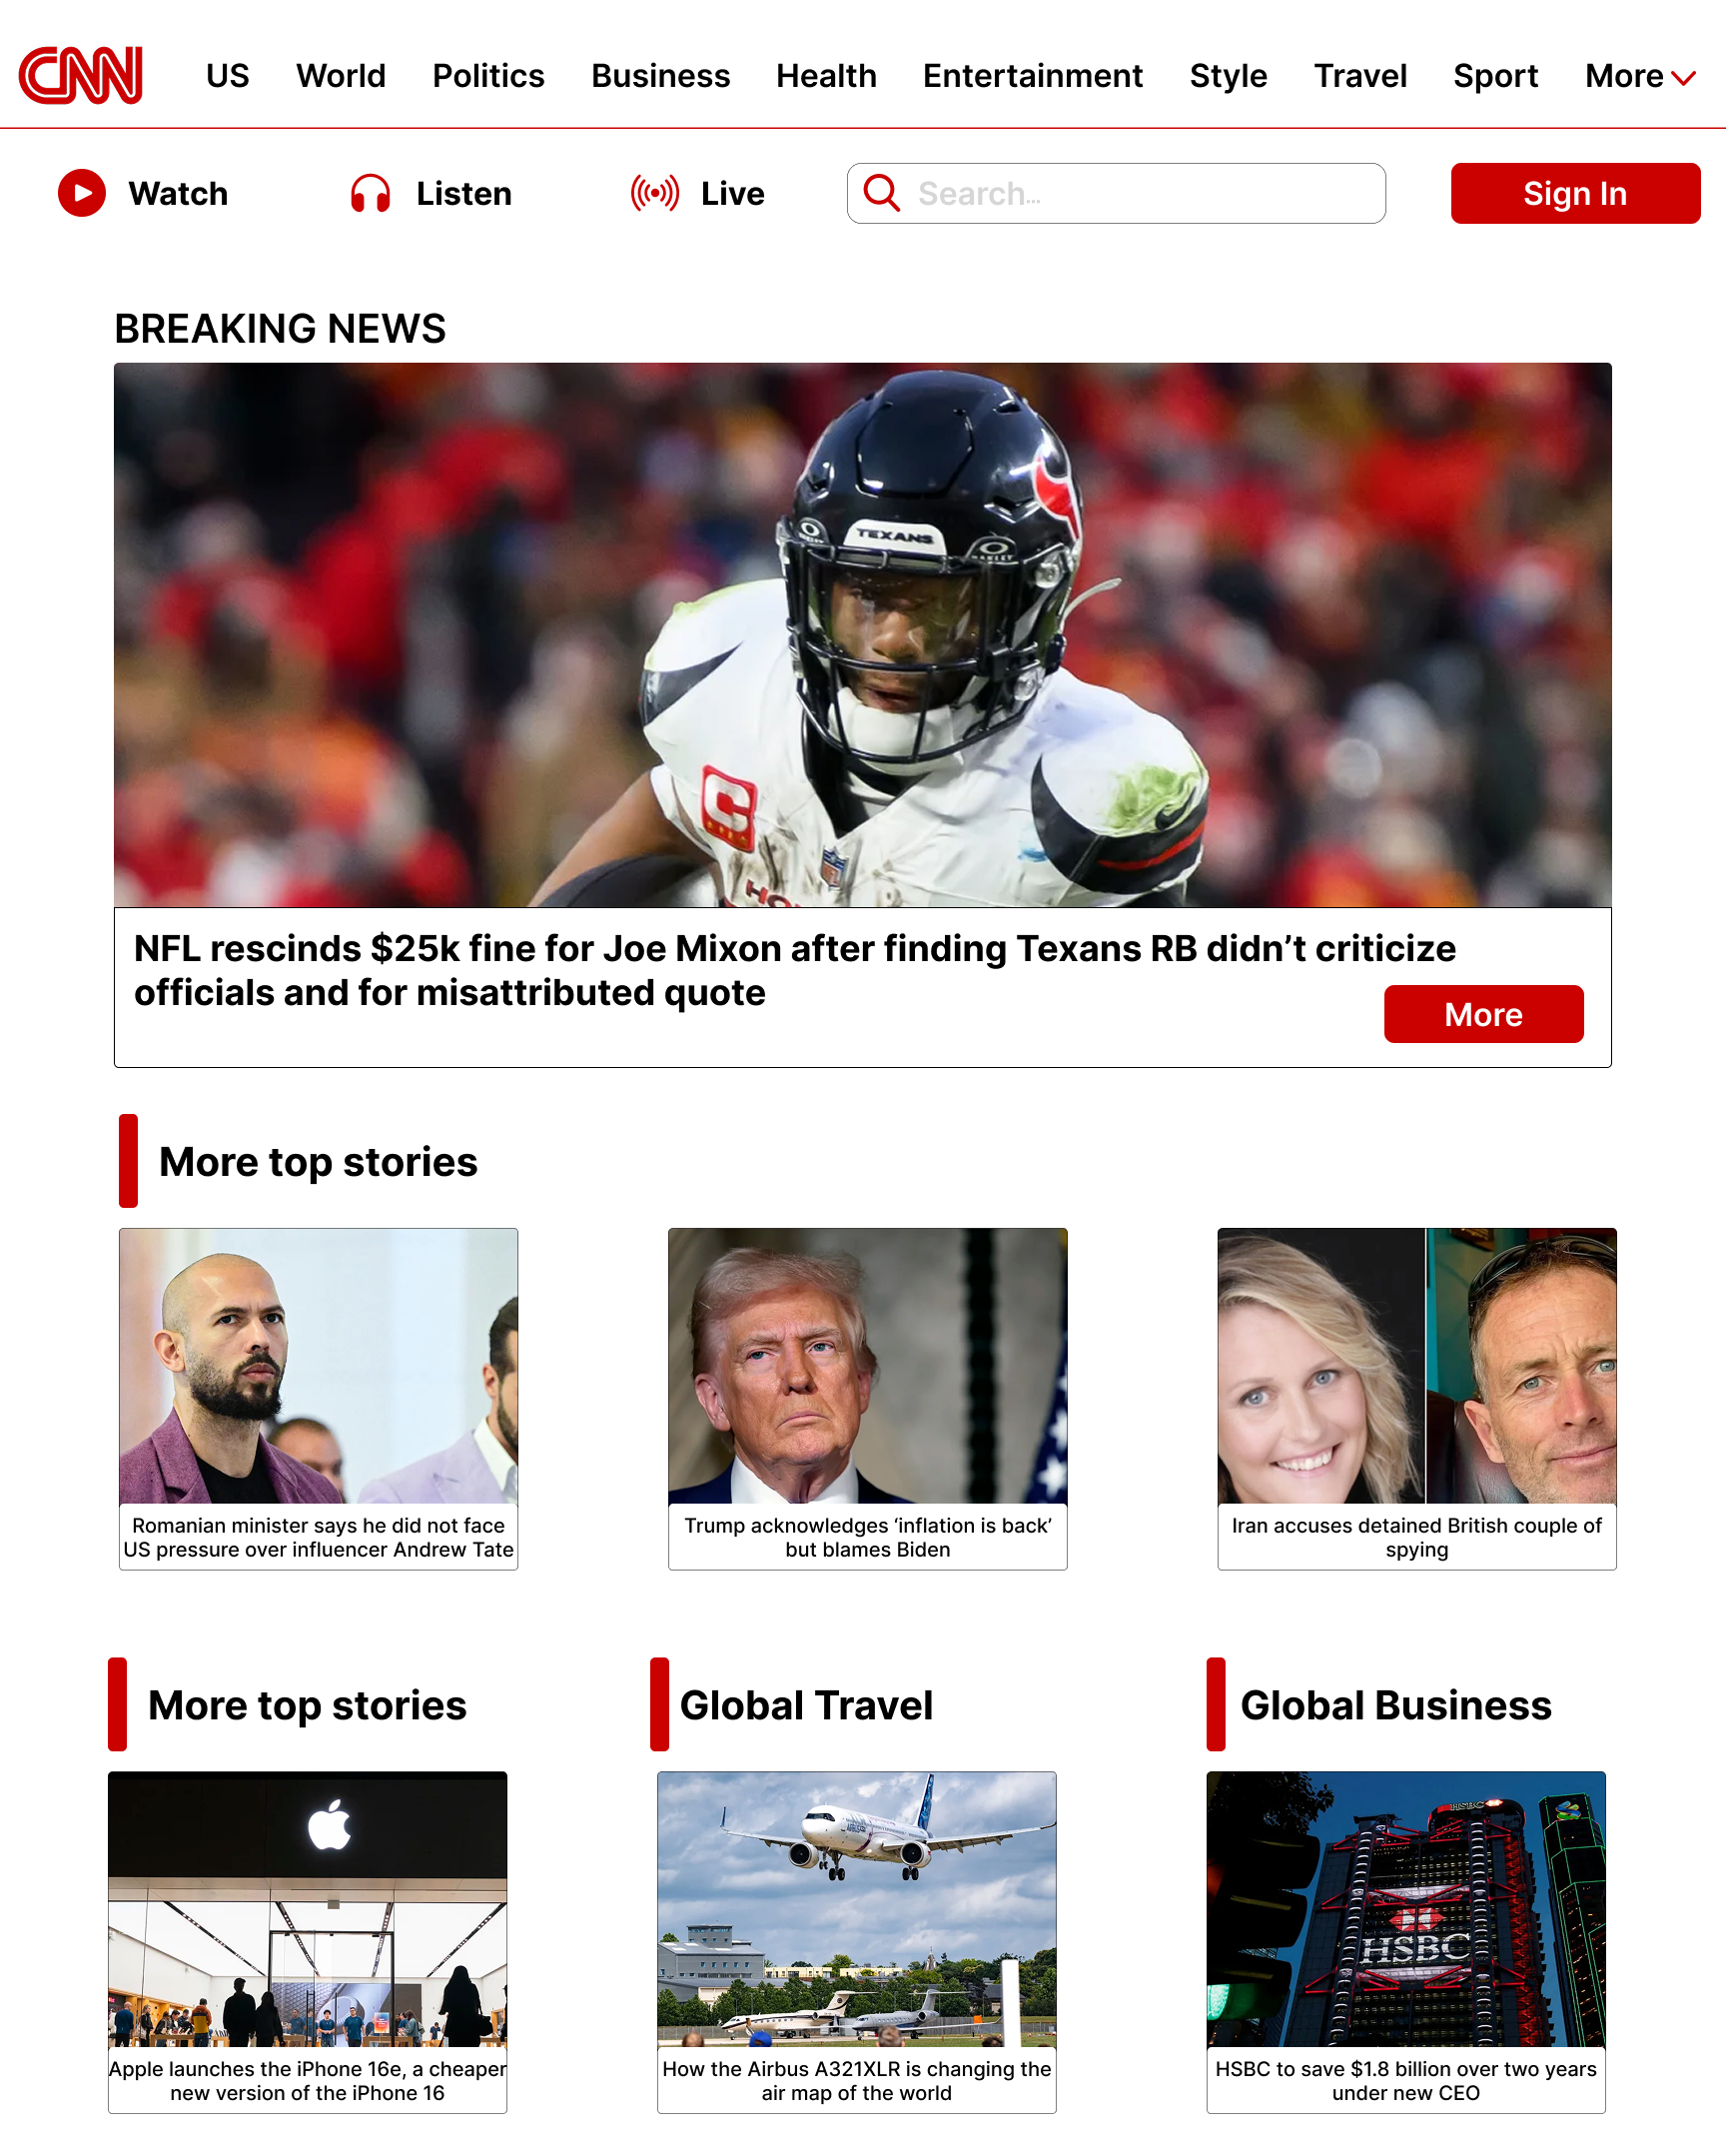 CNN
US World Politics Business Health Entertainment Style Travel Sport More
Watch Listen Live Search... Sign In
BREAKING NEWS
TEXANS
OAKLEY
C
NFL
HO
NFL rescinds $25k fine for Joe Mixon after finding Texans RB didn’t criticize
officials and for misattributed quote
More
More top stories
Romanian minister says he did not face
US pressure over influencer Andrew Tate
Trump acknowledges ‘inflation is back’
but blames Biden
Iran accuses detained British couple of
spying
More top stories
Global Travel
Global Business
HSBC
HSBC
Apple launches the iPhone 16e, a cheaper
new version of the iPhone 16
How the Airbus A321XLR is changing the
air map of the world
HSBC to save $1.8 billion over two years
under new CEO